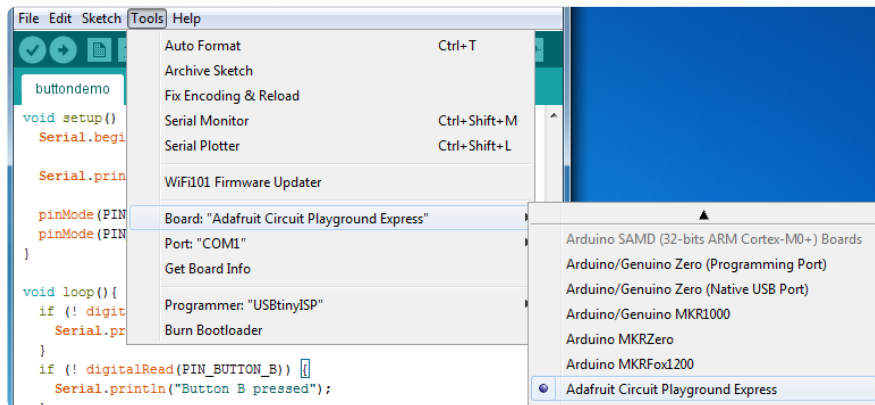 File Edit Sketch Tools Help
Auto Format Ctrl+T
Archive Sketch
Fix Encoding & Reload
Serial Monitor Ctrl+Shift+M
Serial Plotter Ctrl+Shift+L
WiFi101 Firmware Updater
Board: "Adafruit Circuit Playground Express"
Port: "COM1"
Get Board Info
Programmer: "USBtinyISP"
Burn Bootloader
Arduino SAMD (32-bits ARM Cortex-M0+) Boards
Arduino/Genuino Zero (Programming Port)
Arduino/Genuino Zero (Native USB Port)
Arduino/Genuino MKR1000
Arduino MKRZero
Arduino MKRFox1200
Adafruit Circuit Playground Express
buttondemo
void setup()
Serial.begi
Serial.prin
pinMode(PIN
pinMode(PIN
}
void loop(){
if (! digit
Serial.pr
}
if (! digitalRead(PIN_BUTTON_B)) {
Serial.println("Button B pressed");